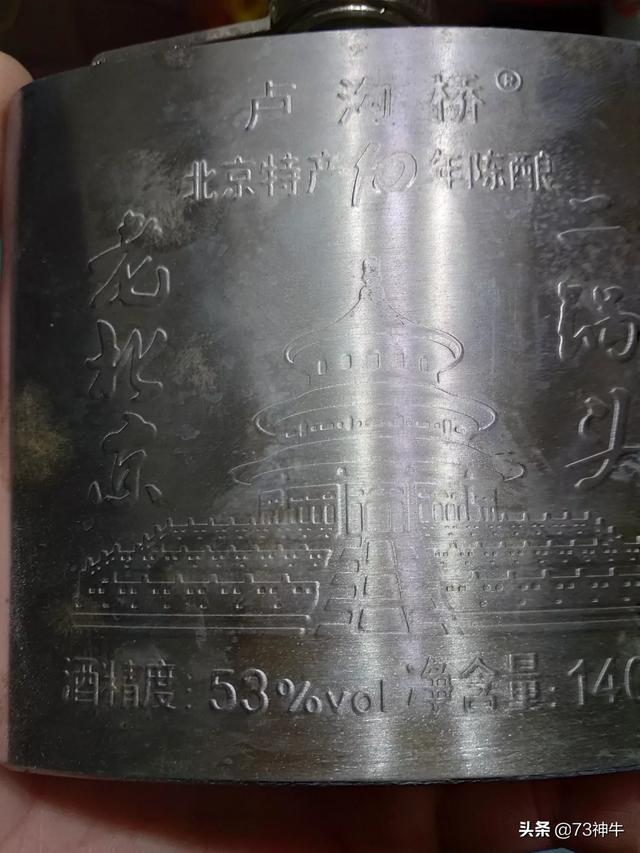 卢沟桥®
北京特产10年陈酿
老北京
二锅头
酒精度: 53%vol 净含量: 140
头条 @73神牛